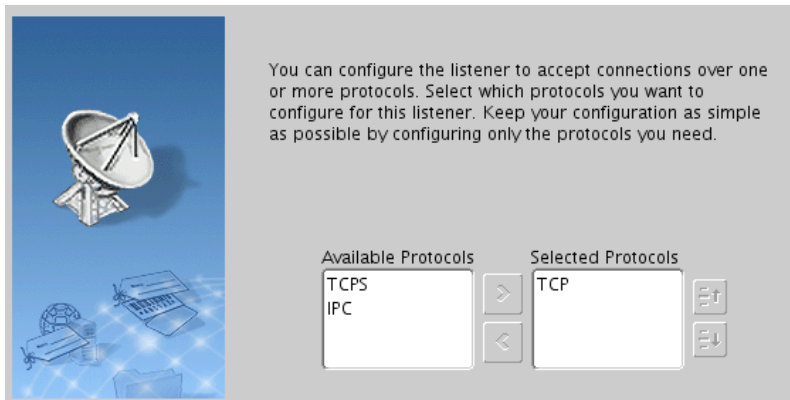 You can configure the listener to accept connections over one
or more protocols. Select which protocols you want to
configure for this listener. Keep your configuration as simple
as possible by configuring only the protocols you need.
Available Protocols
TCPS
IPC
Selected Protocols
TCP